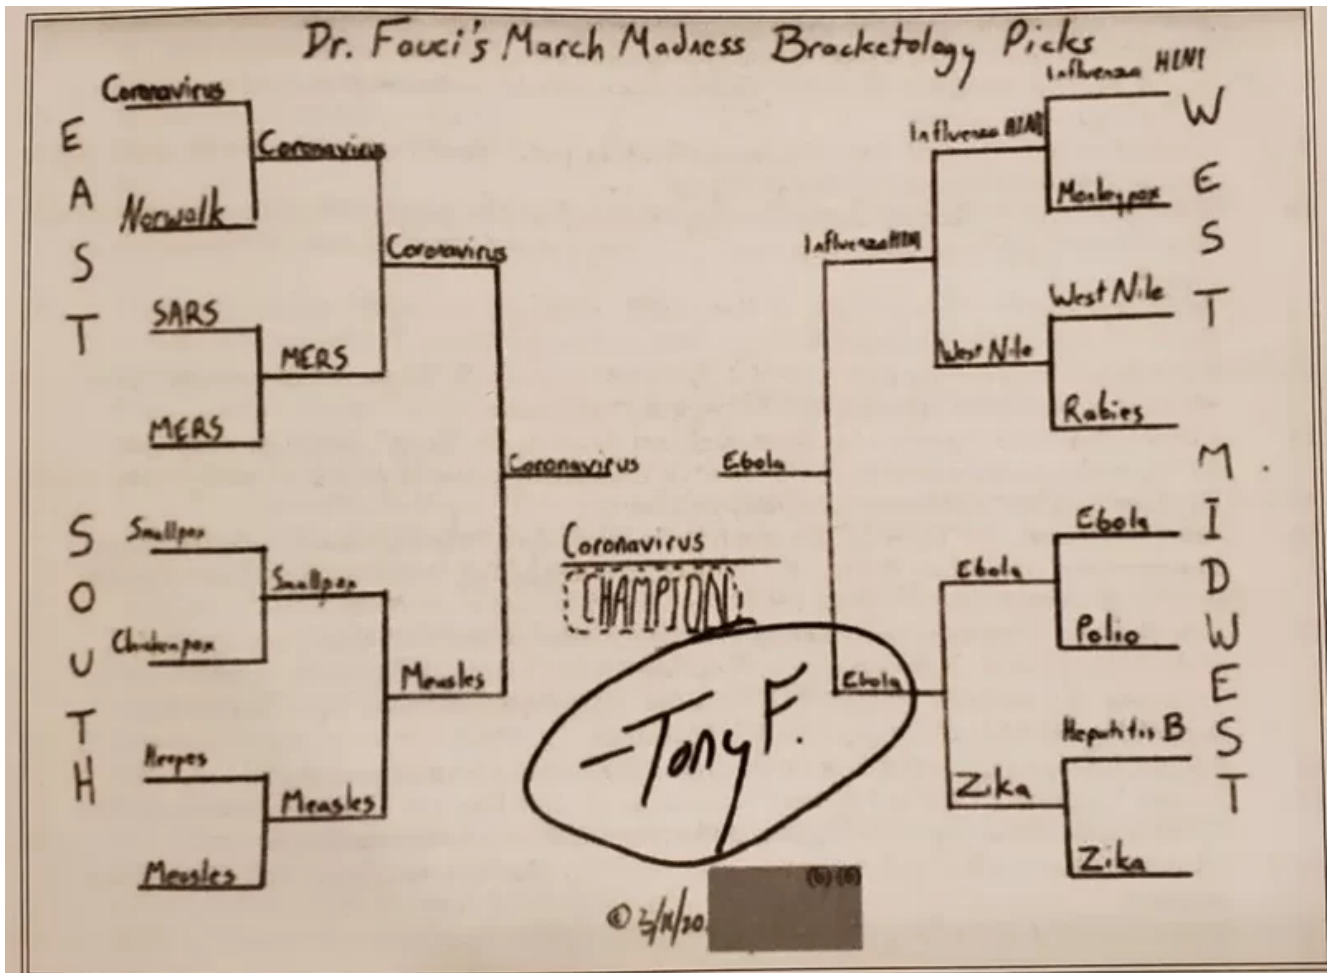 Dr. Fauci's March Madness Bracketology Picks
EAST
Coronavirus
Norwalk
SARS
MERS
Coronavirus
MERS
Coronavirus
SOUTH
Smallpox
Chickenpox
Herpes
Measles
Smallpox
Measles
Measles
Coronavirus
Coronavirus
CHAMPION
Ebola
WEST
Influenza H1N1
Monkeypox
West Nile
Rabies
Influenza H1N1
West Nile
Influenza H1N1
MIDWEST
Ebola
Polio
Hepatitis B
Zika
Ebola
Zika
Ebola
-Tony F.
© 3/11/20
(b)(6)